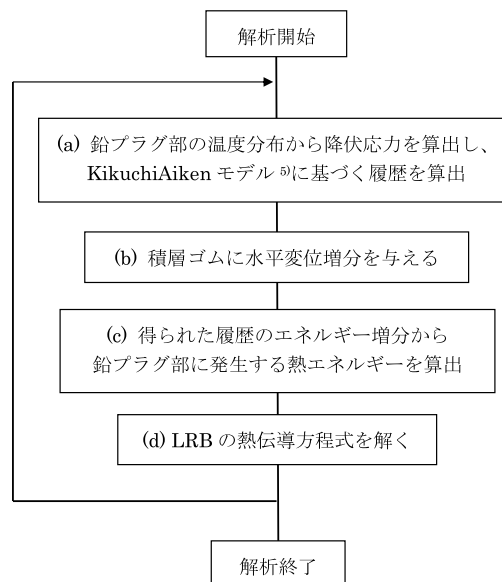 解析開始
(a) 鉛プラグ部の温度分布から降伏応力を算出し、
KikuchiAiken モデル 5)に基づく履歴を算出
(b) 積層ゴムに水平変位増分を与える
(c) 得られた履歴のエネルギー増分から
鉛プラグ部に発生する熱エネルギーを算出
(d) LRB の熱伝導方程式を解く
解析終了